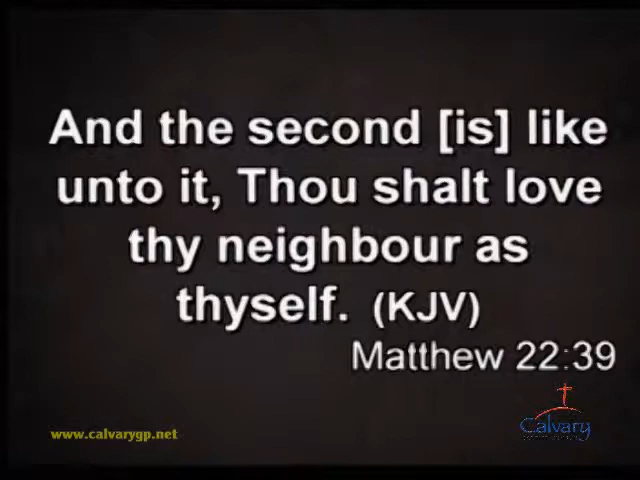 And the second [is] like
unto it, Thou shalt love
thy neighbour as
thyself. (KJV)
Matthew 22:39
www.calvarygp.net
Calvary